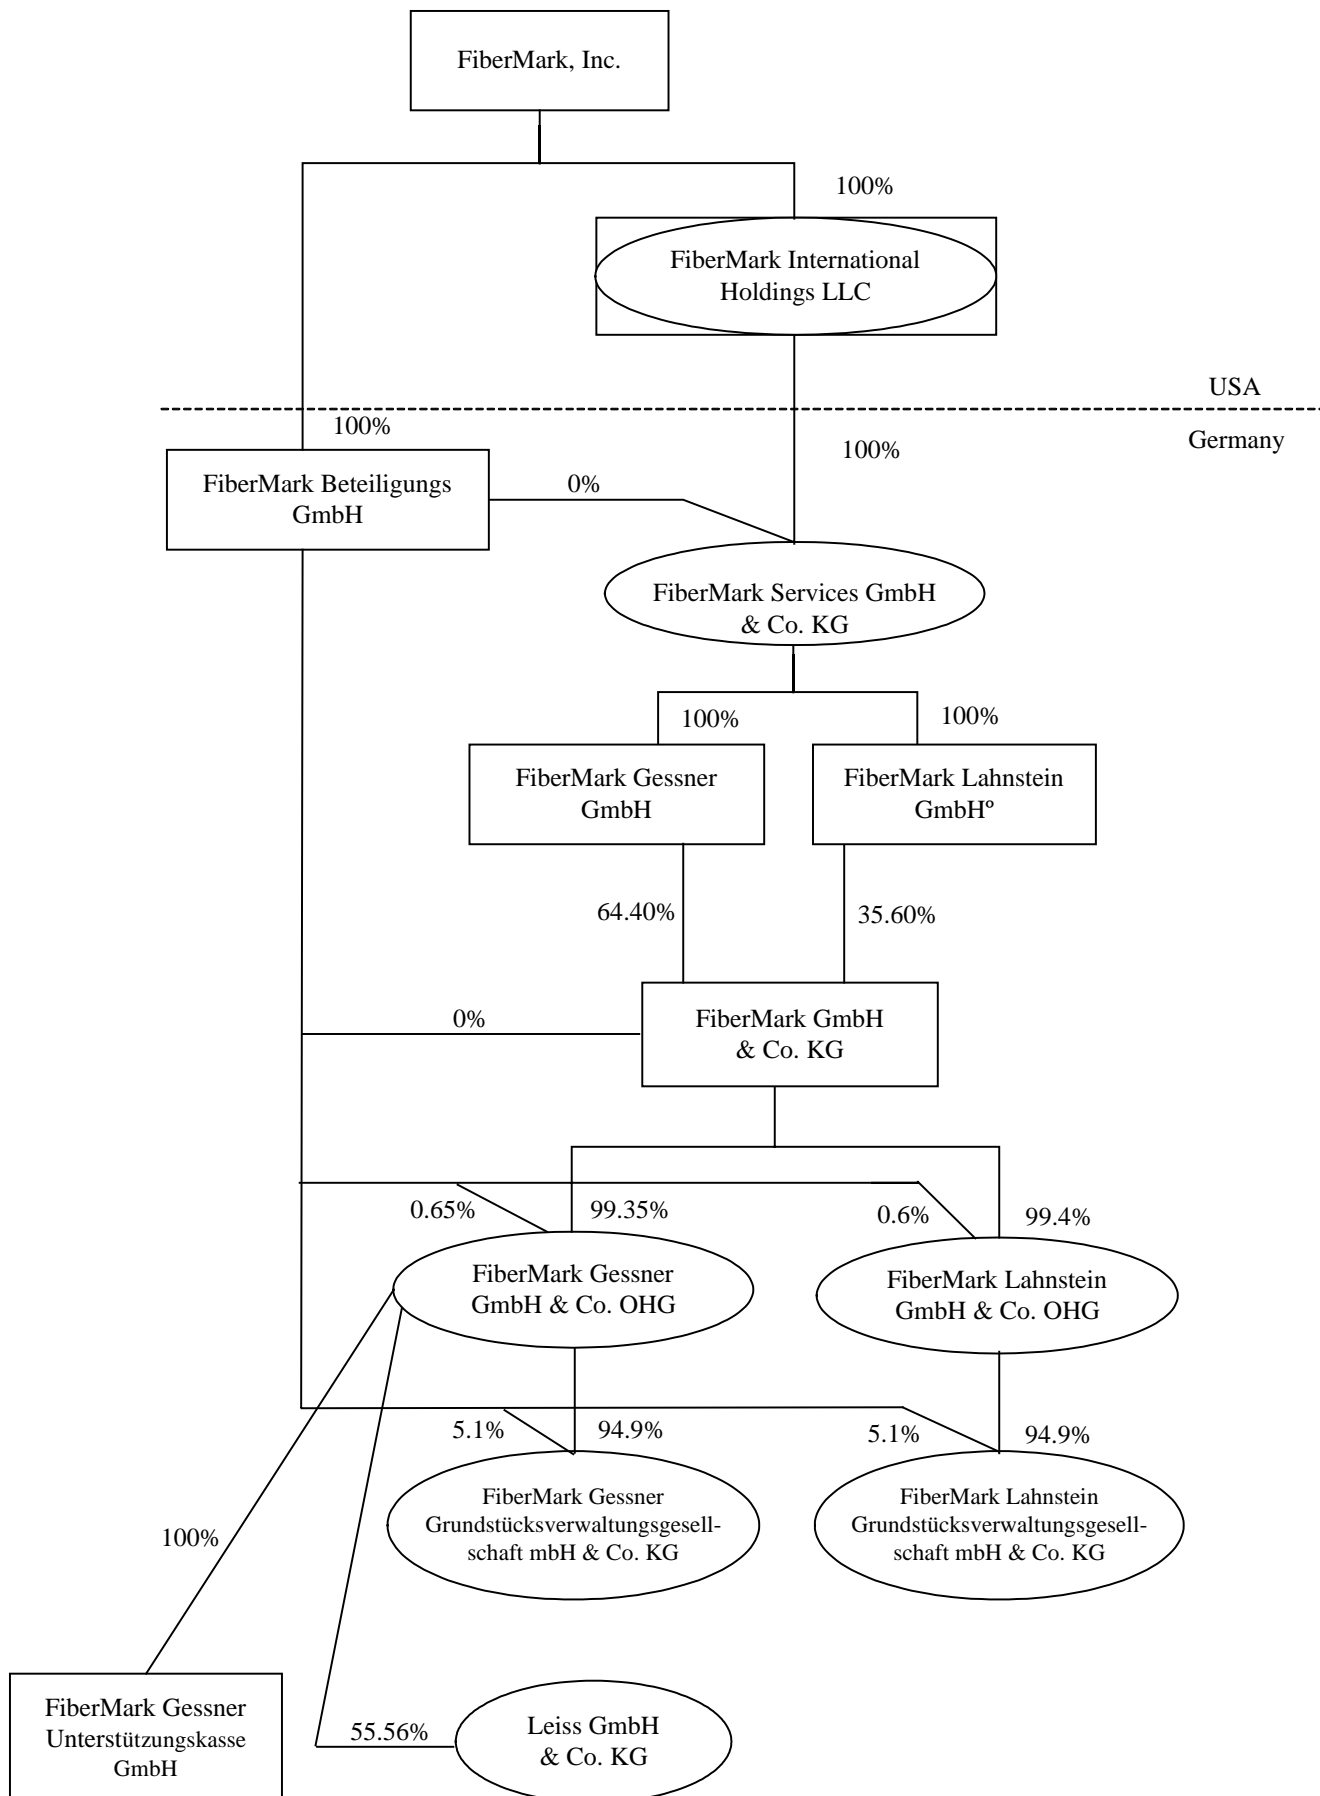 FiberMark, Inc.
100%
FiberMark International
Holdings LLC
USA
100%
Germany
100%
FiberMark Beteiligungs
GmbH
0%
FiberMark Services GmbH
& Co. KG
100%
100%
FiberMark Gessner
GmbH
FiberMark Lahnstein
GmbHº
64.40%
35.60%
0%
FiberMark GmbH
& Co. KG
0.65%
99.35%
0.6%
99.4%
FiberMark Gessner
GmbH & Co. OHG
FiberMark Lahnstein
GmbH & Co. OHG
5.1%
94.9%
5.1%
94.9%
FiberMark Gessner
Grundstücksverwaltungsgesell-
schaft mbH & Co. KG
FiberMark Lahnstein
Grundstücksverwaltungsgesell-
schaft mbH & Co. KG
100%
FiberMark Gessner
Unterstützungskasse
GmbH
55.56%
Leiss GmbH
& Co. KG